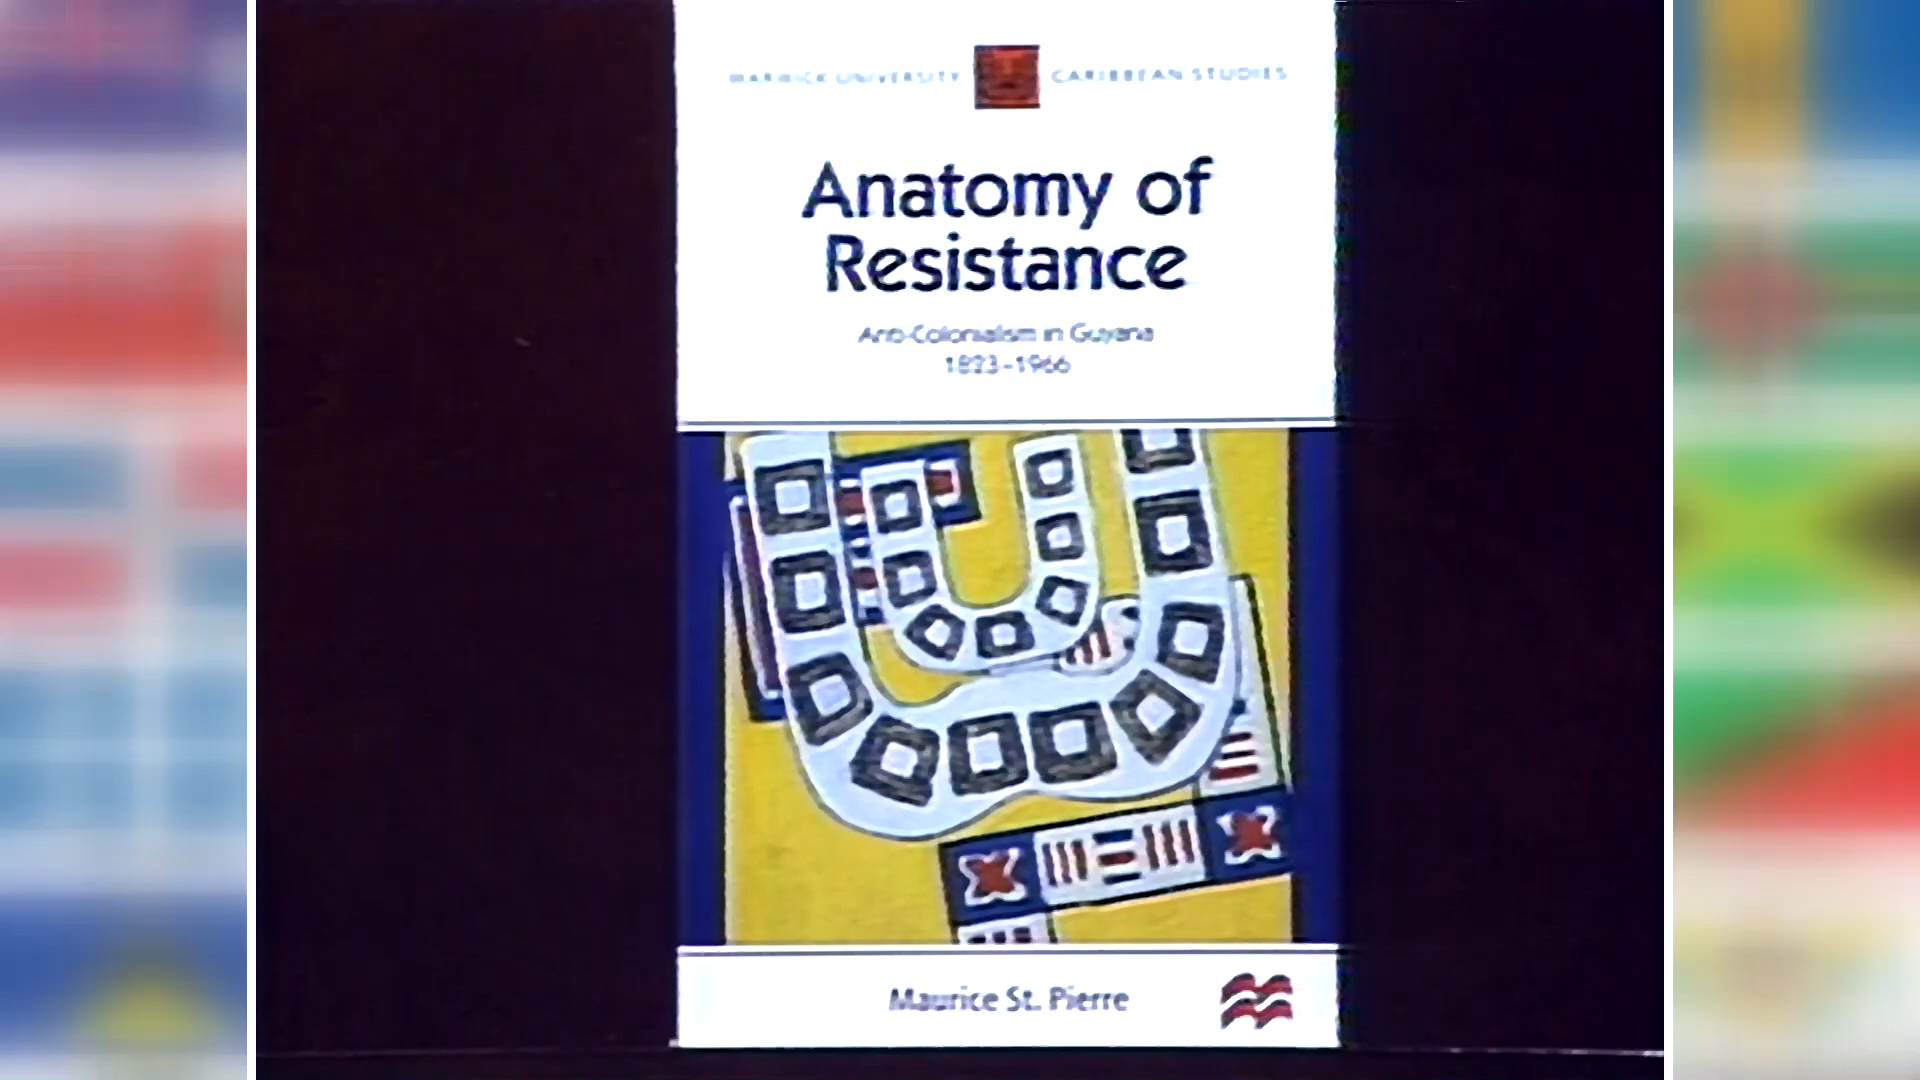 WARWICK UNIVERSITY CARIBBEAN STUDIES
Anatomy of
Resistance
Anti-Colonialism in Guyana
1823–1966
Maurice St. Pierre